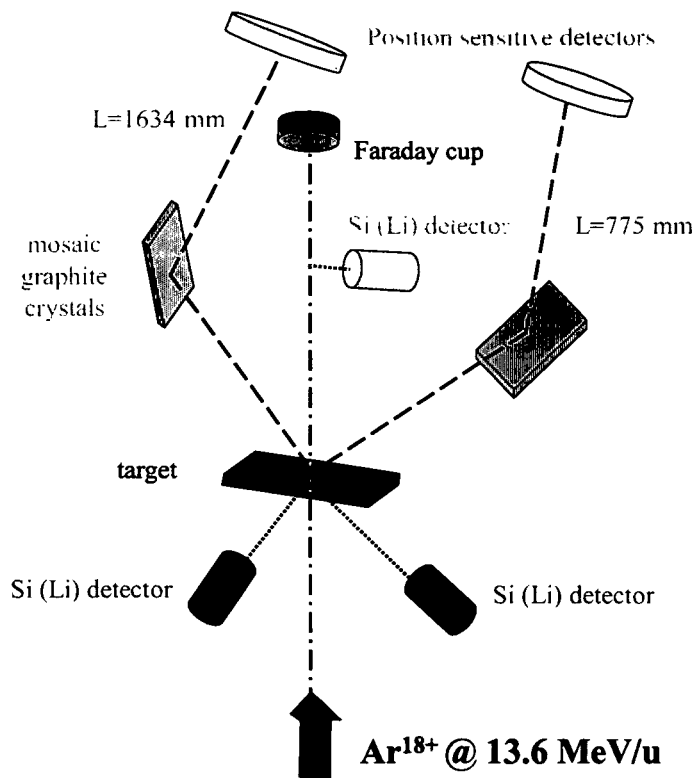 Position sensitive detectors
L=1634 mm
Faraday cup
Si (Li) detector
L=775 mm
mosaic
graphite
crystals
target
Si (Li) detector
Si (Li) detector
Ar¹⁸⁺ @ 13.6 MeV/u